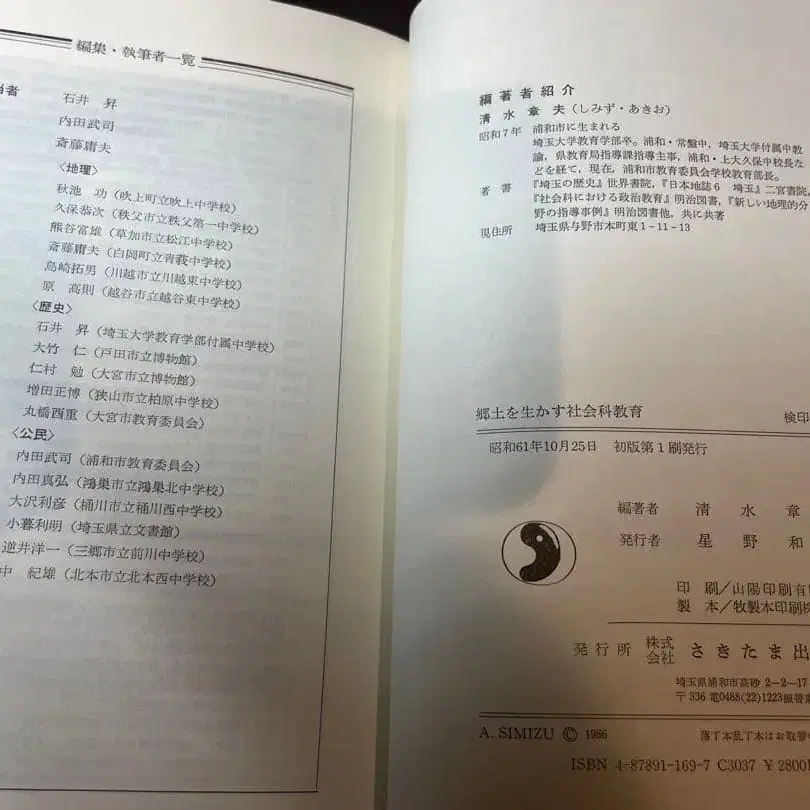 編集・執筆者一覧
当者
石井 昇
内田武司
斎藤庸夫
〈地理〉
秋池 功(吹上町立吹上中学校)
久保恭次(秩父市立秩父第一中学校)
熊谷富雄(草加市立松江中学校)
斎藤庸夫(白岡町立青莪中学校)
島崎拓男(川越市立川越東中学校)
原 高則(越谷市立越谷東中学校)
〈歴史〉
石井 昇(埼玉大学教育学部付属中学校)
大竹 仁(戸田市立博物館)
仁村 勉(大宮市立博物館)
増田正博(狭山市立柏原中学校)
丸橋酉重(大宮市教育委員会)
〈公民〉
内田武司(浦和市教育委員会)
内田真弘(鴻巣市立鴻巣北中学校)
大沢利彦(桶川市立桶川西中学校)
小暮利明(埼玉県立文書館)
逆井洋一(三郷市立前川中学校)
中 紀雄(北本市立北本西中学校)
編著者紹介
清水章夫(しみず・あきお)
昭和7年 浦和市に生まれる
埼玉大学教育学部卒。浦和・常盤中,埼玉大学付属中教
諭,県教育局指導課指導主事,浦和・上大久保中校長な
どを経て,現在,浦和市教育委員会学校教育部長。
著書 『埼玉の歴史』世界書院,『日本地誌6 埼玉』二宮書院,
『社会科における政治教育』明治図書,『新しい地理的分
野の指導事例』明治図書他,共に共著
現住所 埼玉県与野市本町東1-11-13
郷土を生かす社会科教育 検印
昭和61年10月25日 初版第1刷発行
編著者 清水章
発行者 星野和
印 刷/山陽印刷有
製 本/牧製本印刷
発行所 株式会社 さきたま出
埼玉県浦和市高砂 2-2-17
〒336 電0488(22)1223振替
A. SIMIZU © 1986 落丁本乱丁本はお取替
ISBN 4-87891-169-7 C3037 ¥2800